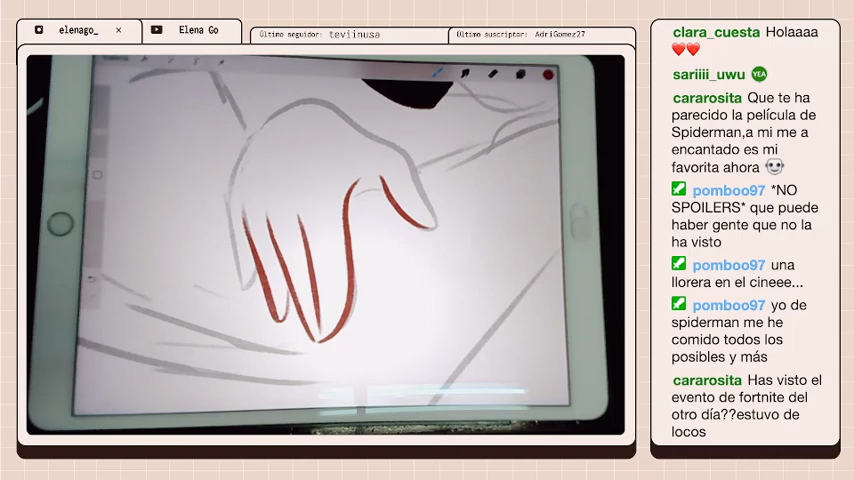 elenago_ ×
Elena Go
Último seguidor: teviinusa
Último suscriptor: AdriGomez27
clara_cuesta Holaaaa
sariiii_uwu YEA
cararosita Que te ha
parecido la película de
Spiderman,a mi me a
encantado es mi
favorita ahora
pomboo97 *NO
SPOILERS* que puede
haber gente que no la
ha visto
pomboo97 una
llorera en el cineee...
pomboo97 yo de
spiderman me he
comido todos los
posibles y más
cararosita Has visto el
evento de fortnite del
otro día??estuvo de
locos